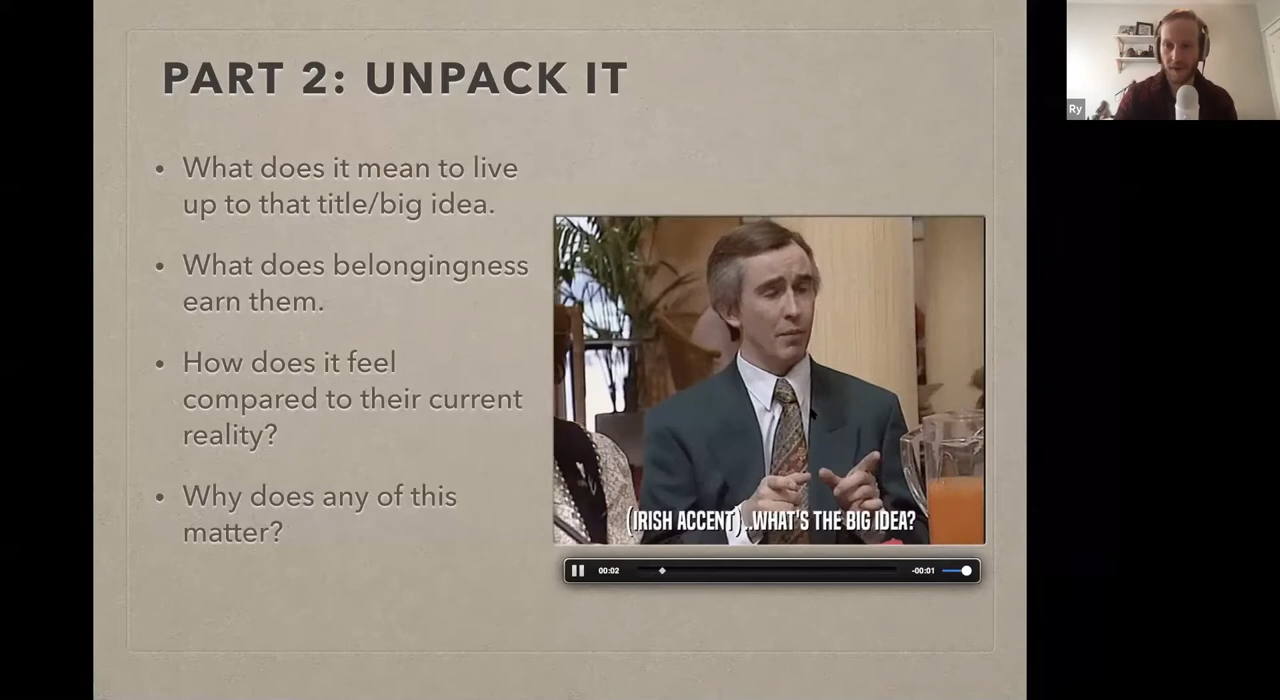 PART 2: UNPACK IT
• What does it mean to live
up to that title/big idea.
• What does belongingness
earn them.
• How does it feel
compared to their current
reality?
• Why does any of this
matter?
(IRISH ACCENT)..WHAT'S THE BIG IDEA?
00:02
-00:01
Ry